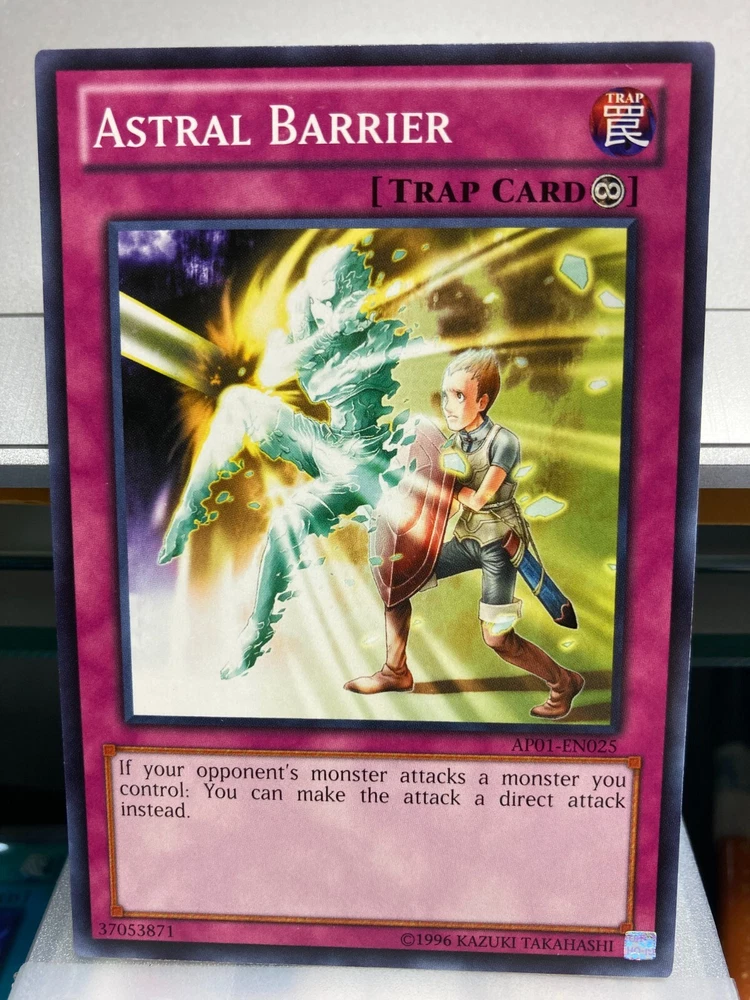 ASTRAL BARRIER
TRAP
罠
[TRAP CARD∞]
AP01-EN025
If your opponent's monster attacks a monster you
control: You can make the attack a direct attack
instead.
37053871
©1996 KAZUKI TAKAHASHI